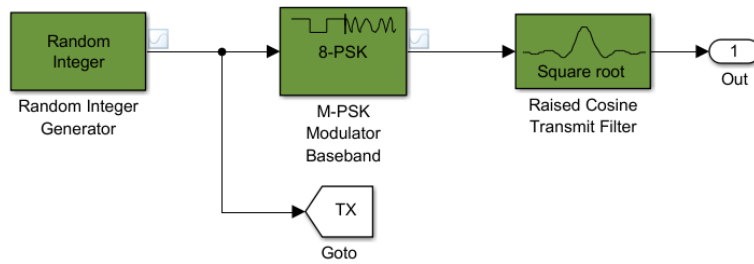 Random
Integer
Random Integer
Generator
8-PSK
M-PSK
Modulator
Baseband
Square root
Raised Cosine
Transmit Filter
1
Out
TX
Goto